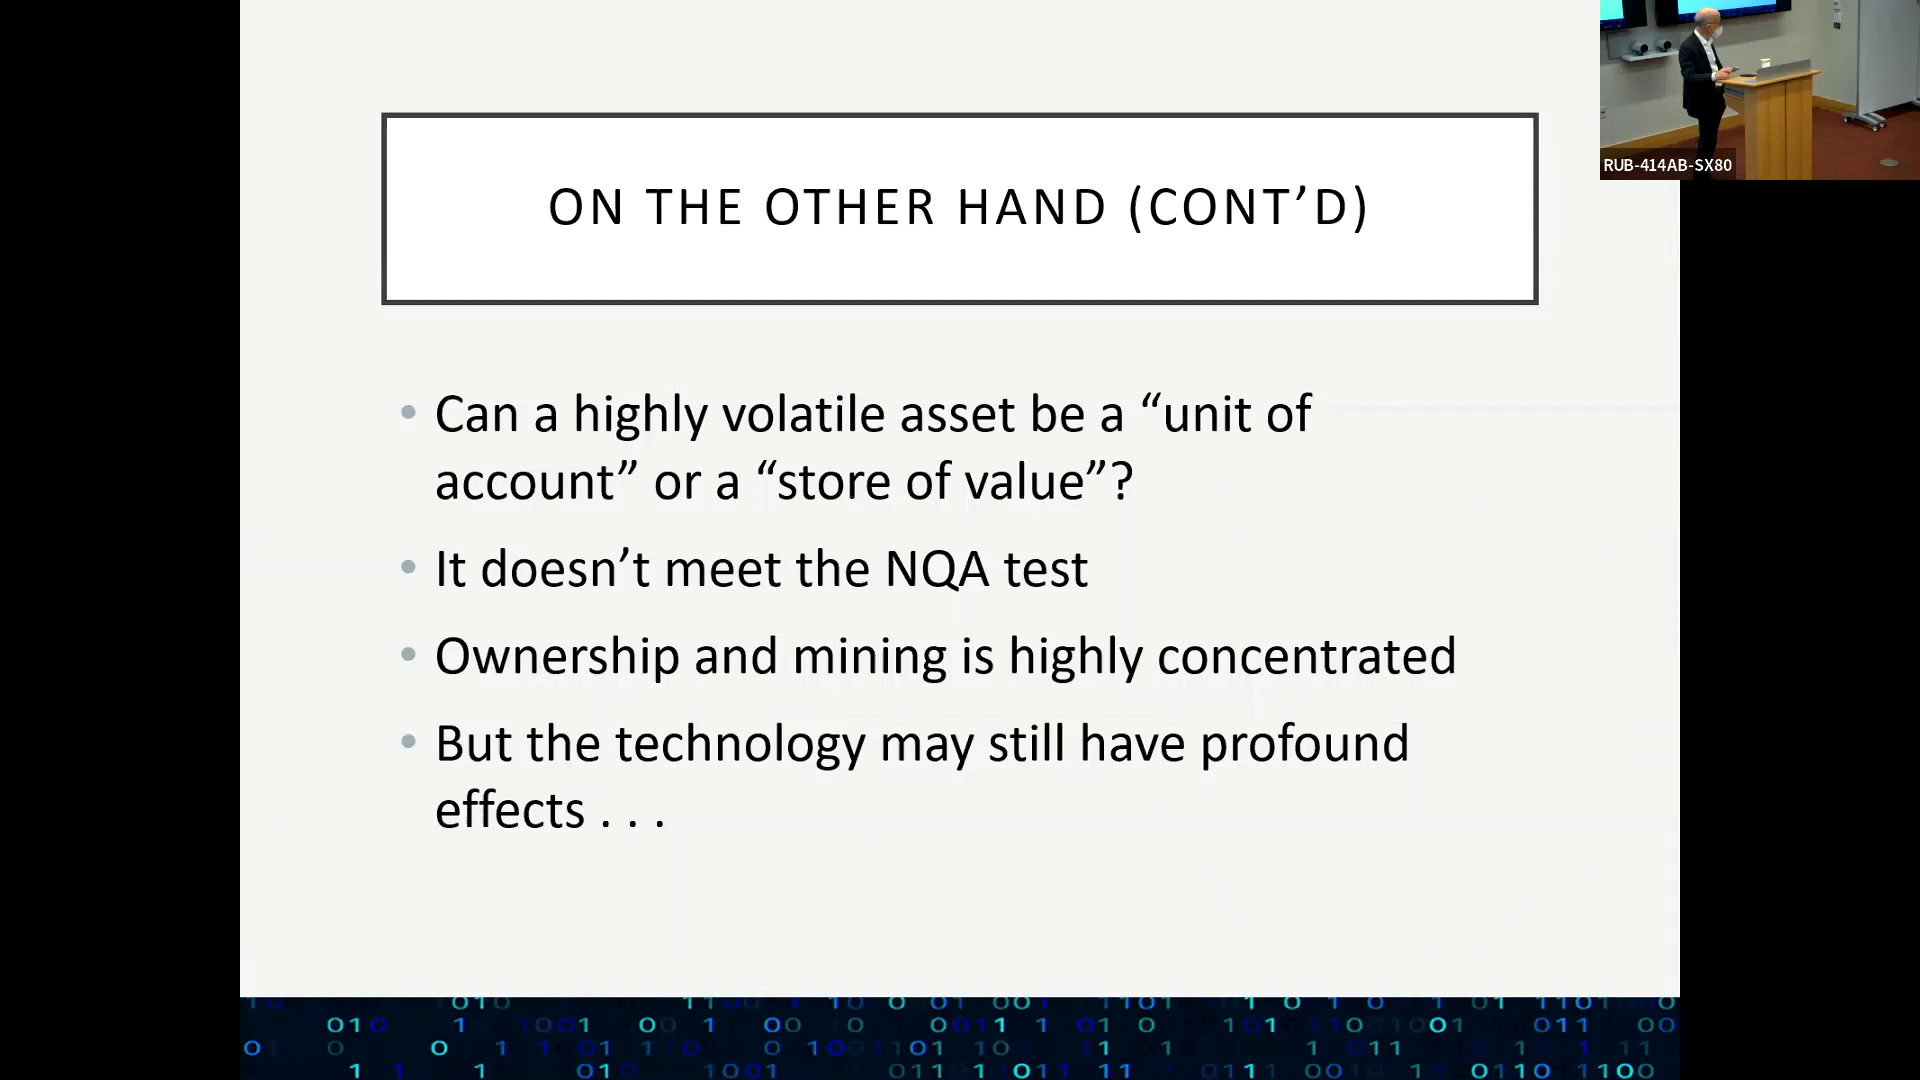 ON THE OTHER HAND (CONT’D)
RUB-414AB-SX80
• Can a highly volatile asset be a “unit of
account” or a “store of value”?
• It doesn’t meet the NQA test
• Ownership and mining is highly concentrated
• But the technology may still have profound
effects . . .